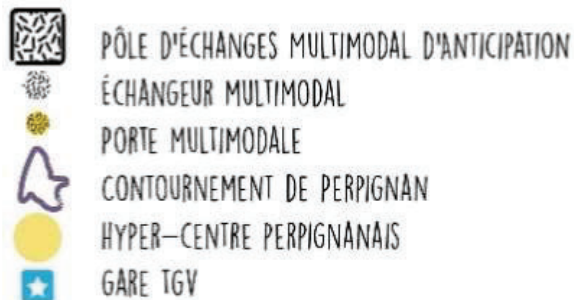 PÔLE D'ÉCHANGES MULTIMODAL D'ANTICIPATION
ÉCHANGEUR MULTIMODAL
PORTE MULTIMODALE
CONTOURNEMENT DE PERPIGNAN
HYPER-CENTRE PERPIGNANAIS
GARE TGV